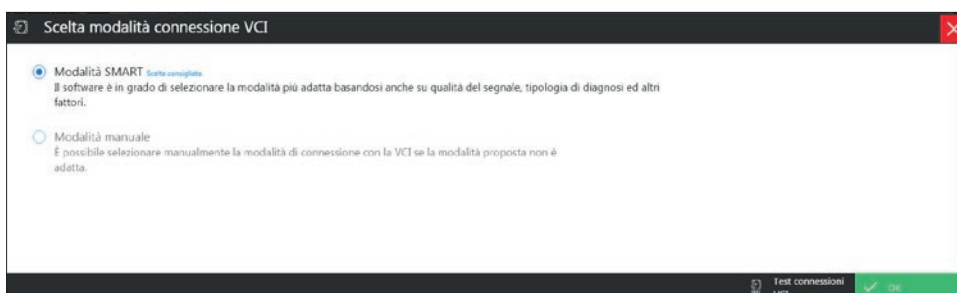 Scelta modalità connessione VCI
Modalità SMART Scelta consigliata
Il software è in grado di selezionare la modalità più adatta basandosi anche su qualità del segnale, tipologia di diagnosi ed altri
fattori.
Modalità manuale
É possibile selezionare manualmente la modalità di connessione con la VCI se la modalità proposta non è
adatta.
Test connessioni
VCI
OK